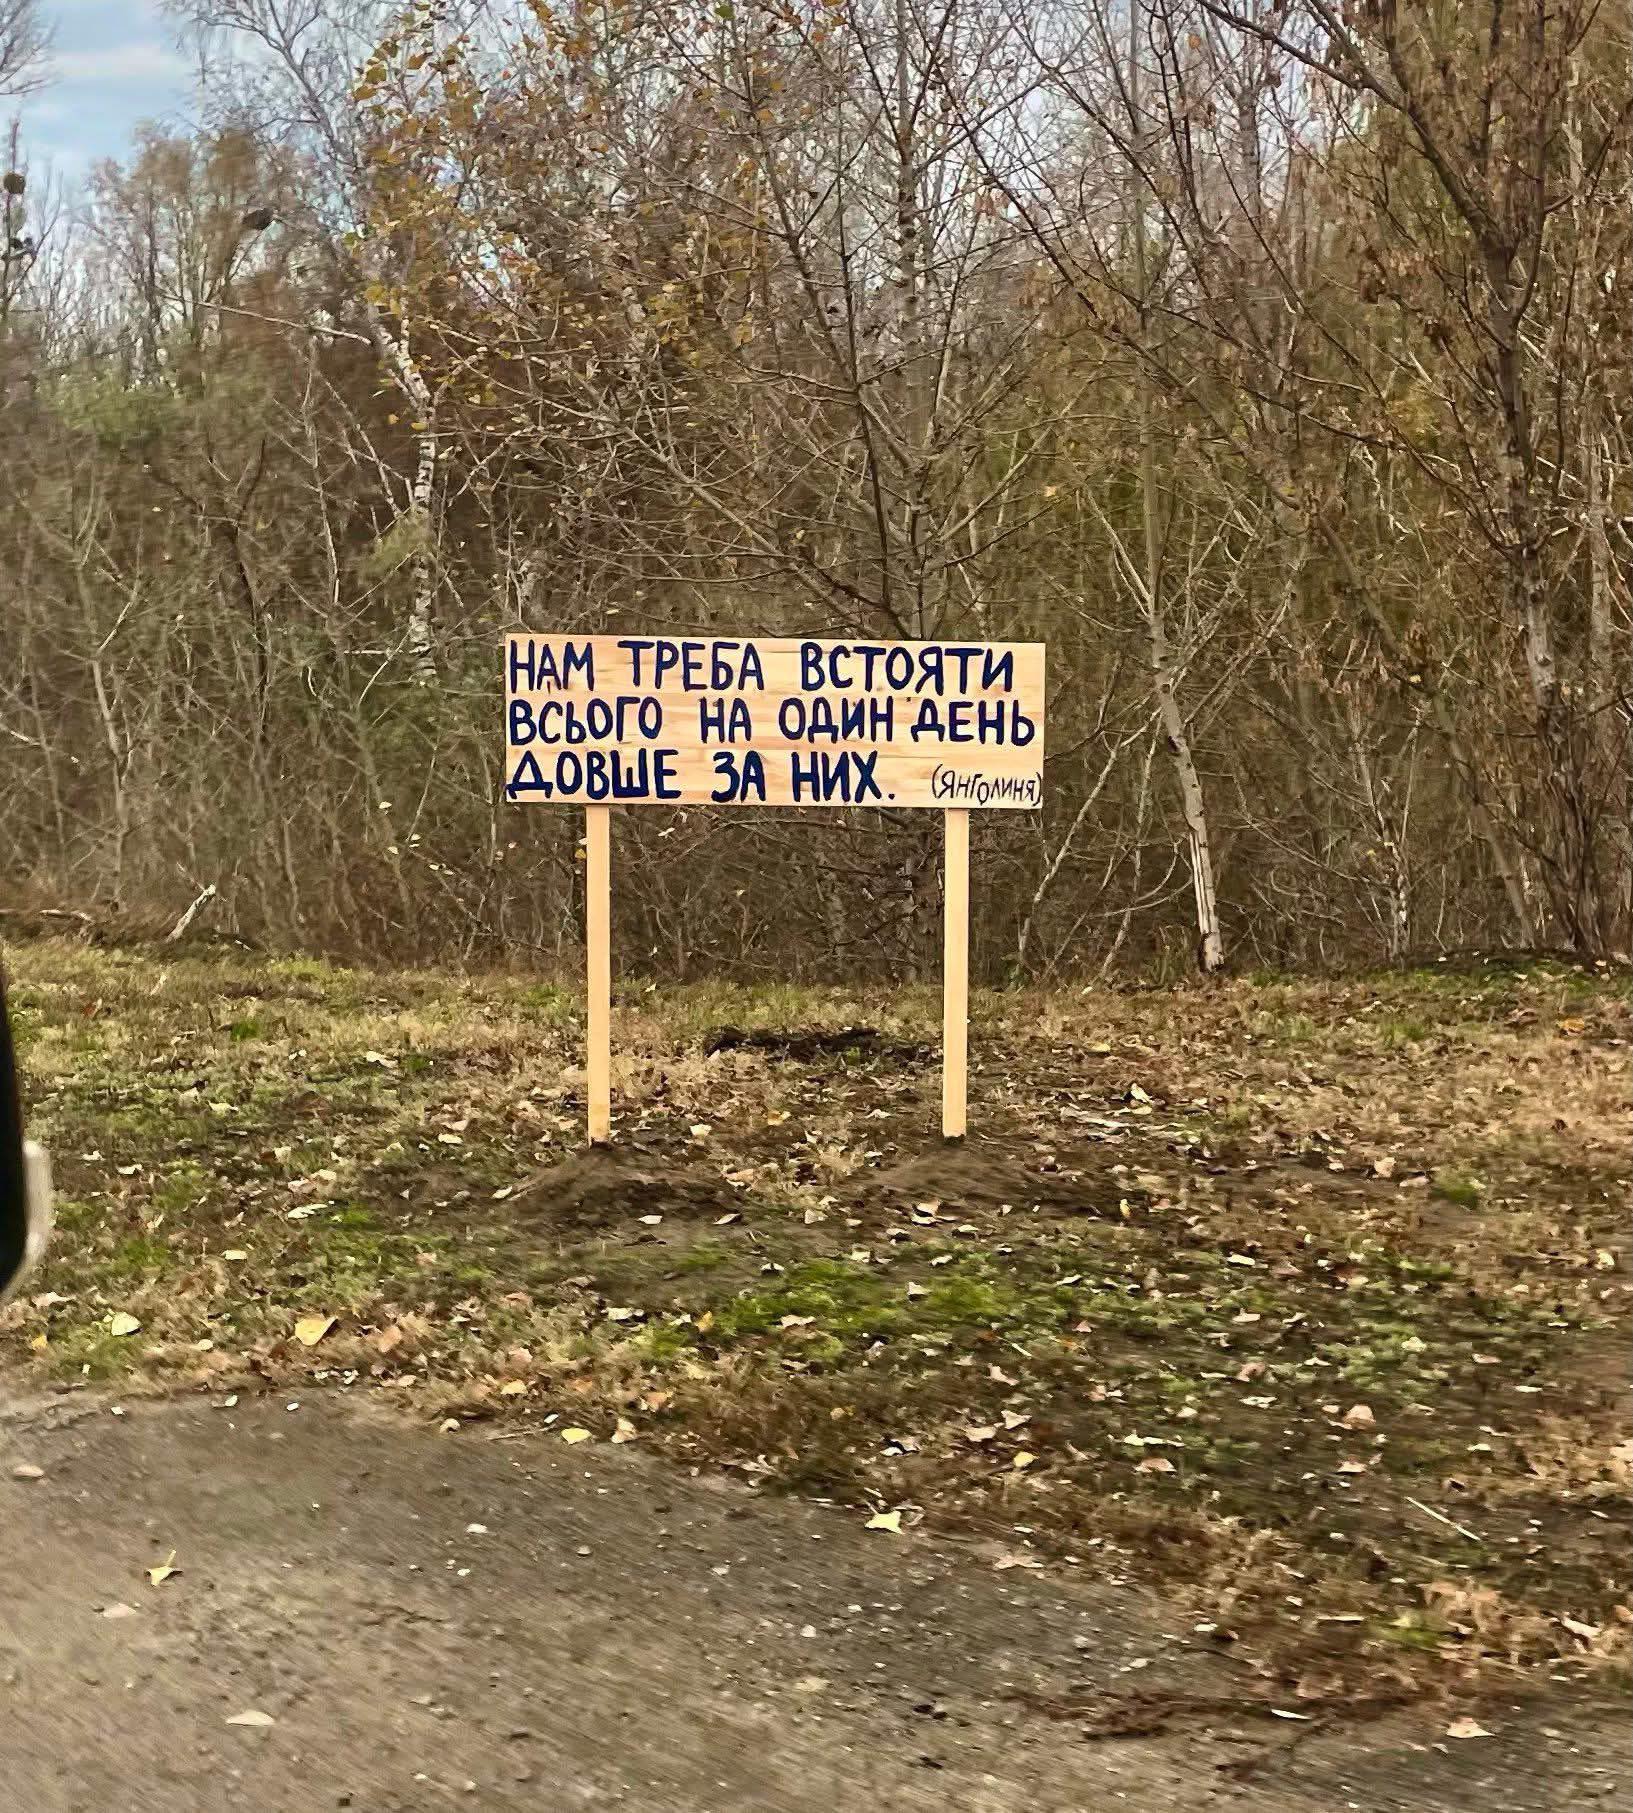 НАМ ТРЕБА ВСТОЯТИ
ВСЬОГО НА ОДИН ДЕНЬ
ДОВШЕ ЗА НИХ. (ЯНГОЛИНЯ)